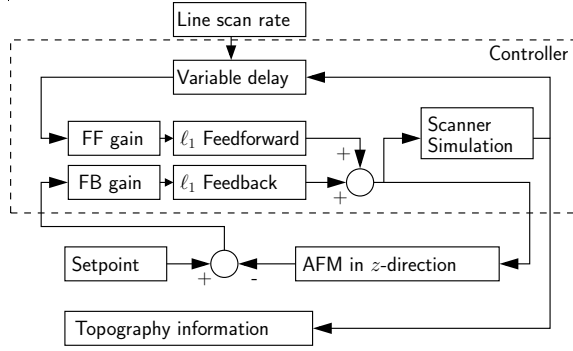 Line scan rate
Controller
Variable delay
FF gain
ℓ₁ Feedforward
Scanner
Simulation
+
FB gain
ℓ₁ Feedback
+
Setpoint
+
-
AFM in z-direction
Topography information